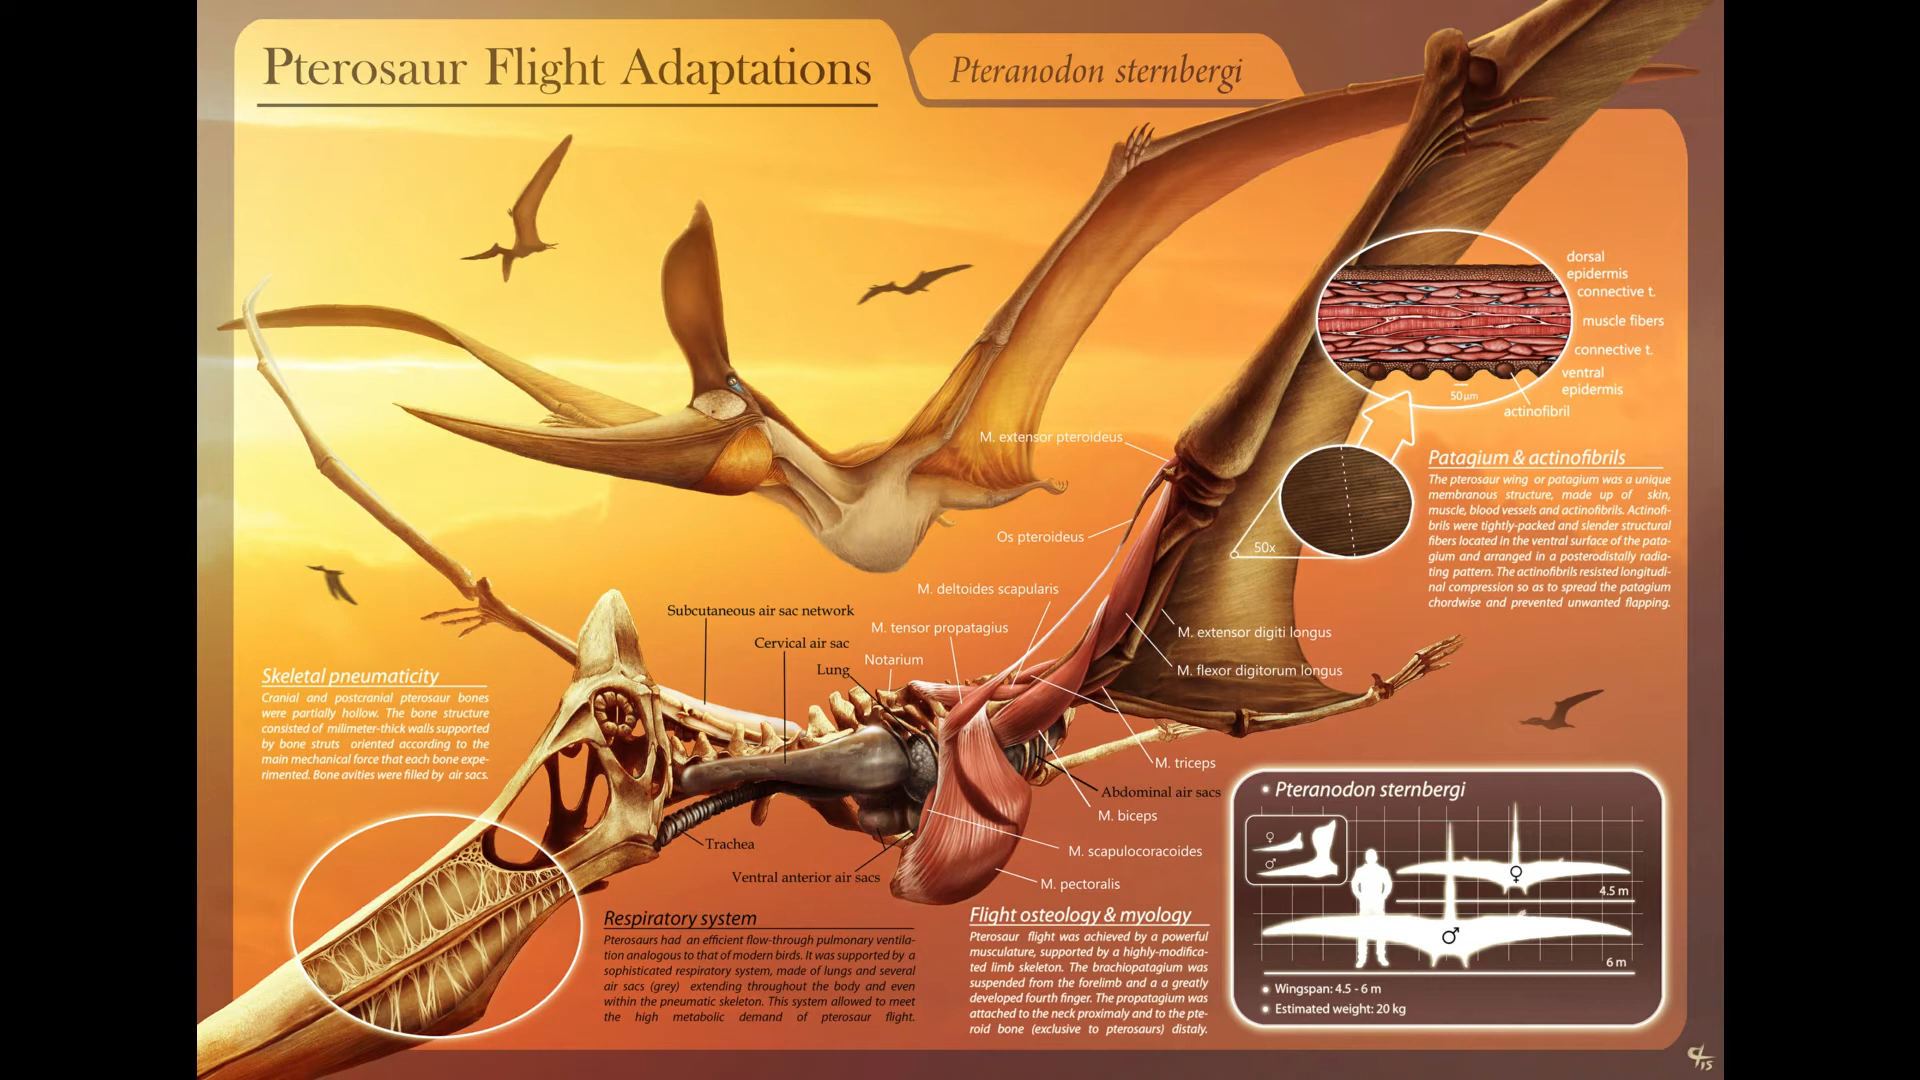 Pterosaur Flight Adaptations
Pteranodon sternbergi
dorsal
epidermis
connective t.
muscle fibers
connective t.
ventral
epidermis
50 µm
actinofibril
50x
Patagium & actinofibrils
The pterosaur wing or patagium was a unique
membranous structure, made up of skin,
muscle, blood vessels and actinofibrils. Actinofi-
brils were tightly-packed and slender structural
fibers located in the ventral surface of the pata-
gium and arranged in a posterodistally radia-
ting pattern. The actinofibrils resisted longitudi-
nal compression so as to spread the patagium
chordwise and prevented unwanted flapping.
M. extensor pteroideus
Os pteroideus
M. deltoides scapularis
M. tensor propatagius
Notarium
Subcutaneous air sac network
Cervical air sac
Lung
M. extensor digiti longus
M. flexor digitorum longus
M. triceps
Abdominal air sacs
M. biceps
M. scapulocoracoides
M. pectoralis
Trachea
Ventral anterior air sacs
Skeletal pneumaticity
Cranial and postcranial pterosaur bones
were partially hollow. The bone structure
consisted of milimeter-thick walls supported
by bone struts oriented according to the
main mechanical force that each bone expe-
rimented. Bone avities were filled by air sacs.
Respiratory system
Pterosaurs had an efficient flow-through pulmonary ventila-
tion analogous to that of modern birds. It was supported by a
sophisticated respiratory system, made of lungs and several
air sacs (grey) extending throughout the body and even
within the pneumatic skeleton. This system allowed to meet
the high metabolic demand of pterosaur flight.
Flight osteology & myology
Pterosaur flight was achieved by a powerful
musculature, supported by a highly-modifica-
ted limb skeleton. The brachiopatagium was
suspended from the forelimb and a a greatly
developed fourth finger. The propatagium was
attached to the neck proximaly and to the pte-
roid bone (exclusive to pterosaurs) distaly.
• Pteranodon sternbergi
♀
♂
♀
4.5 m
♂
6 m
• Wingspan: 4.5 - 6 m
• Estimated weight: 20 kg
15